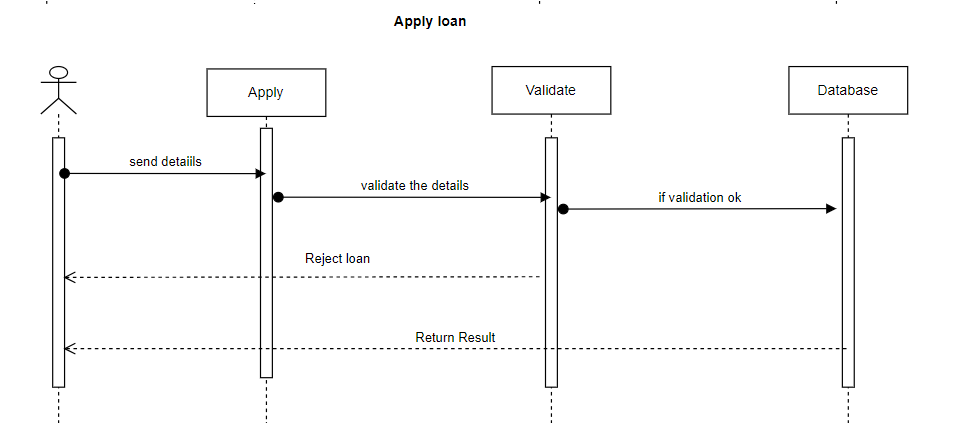 Apply loan
Apply
Validate
Database
send detaiils
validate the details
if validation ok
Reject loan
Return Result